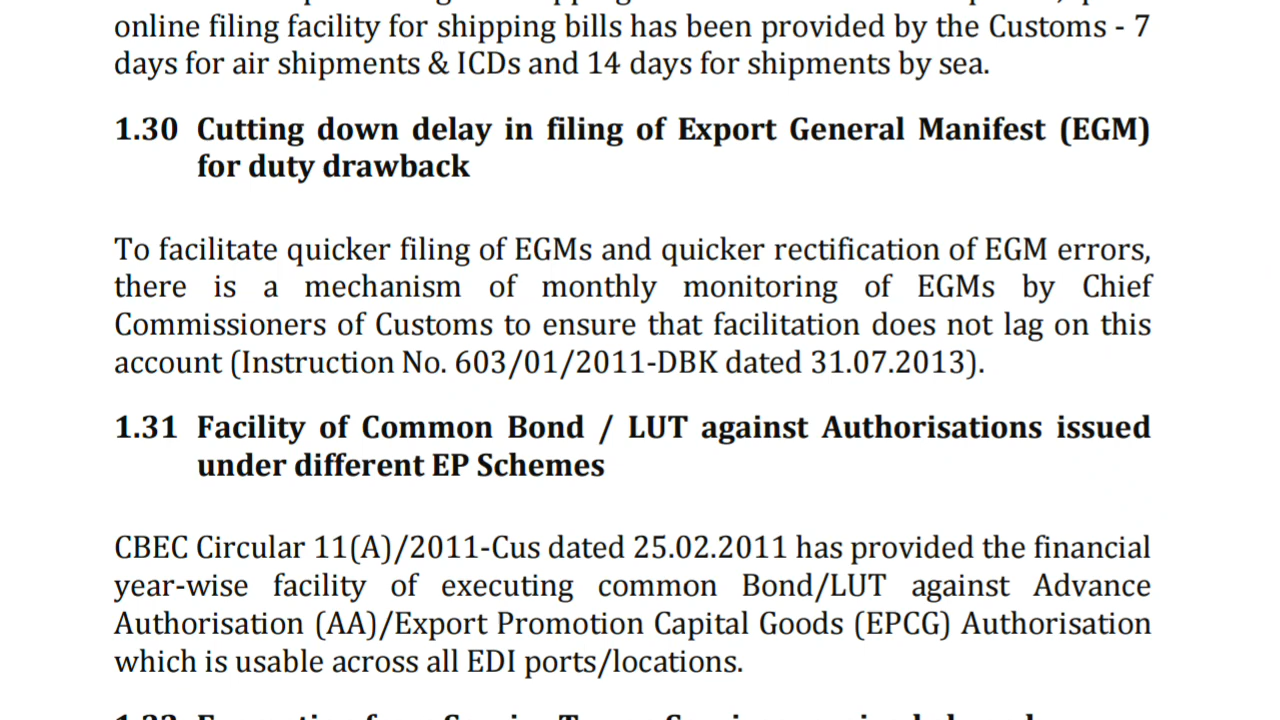 online filing facility for shipping bills has been provided by the Customs - 7
days for air shipments & ICDs and 14 days for shipments by sea.
1.30 Cutting down delay in filing of Export General Manifest (EGM)
for duty drawback
To facilitate quicker filing of EGMs and quicker rectification of EGM errors,
there is a mechanism of monthly monitoring of EGMs by Chief
Commissioners of Customs to ensure that facilitation does not lag on this
account (Instruction No. 603/01/2011-DBK dated 31.07.2013).
1.31 Facility of Common Bond / LUT against Authorisations issued
under different EP Schemes
CBEC Circular 11(A)/2011-Cus dated 25.02.2011 has provided the financial
year-wise facility of executing common Bond/LUT against Advance
Authorisation (AA)/Export Promotion Capital Goods (EPCG) Authorisation
which is usable across all EDI ports/locations.